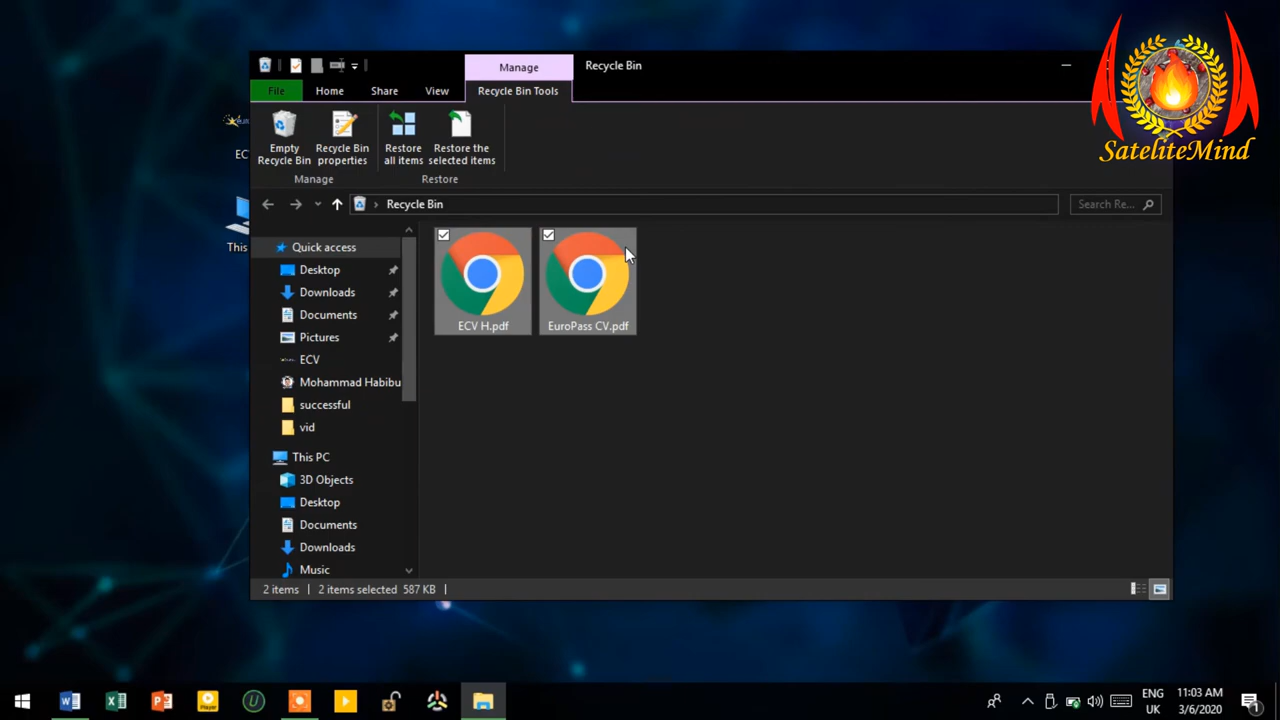 Manage
Recycle Bin
File
Home
Share
View
Recycle Bin Tools
Empty
Recycle Bin
Recycle Bin
properties
Restore
all items
Restore the
selected items
Manage
Restore
SateliteMind
Recycle Bin
Search Re...
EC
This
Quick access
Desktop
Downloads
Documents
Pictures
ECV
Mohammad Habibu
successful
vid
This PC
3D Objects
Desktop
Documents
Downloads
Music
ECV H.pdf
EuroPass CV.pdf
2 items
2 items selected 587 KB
ENG
UK
11:03 AM
3/6/2020
1